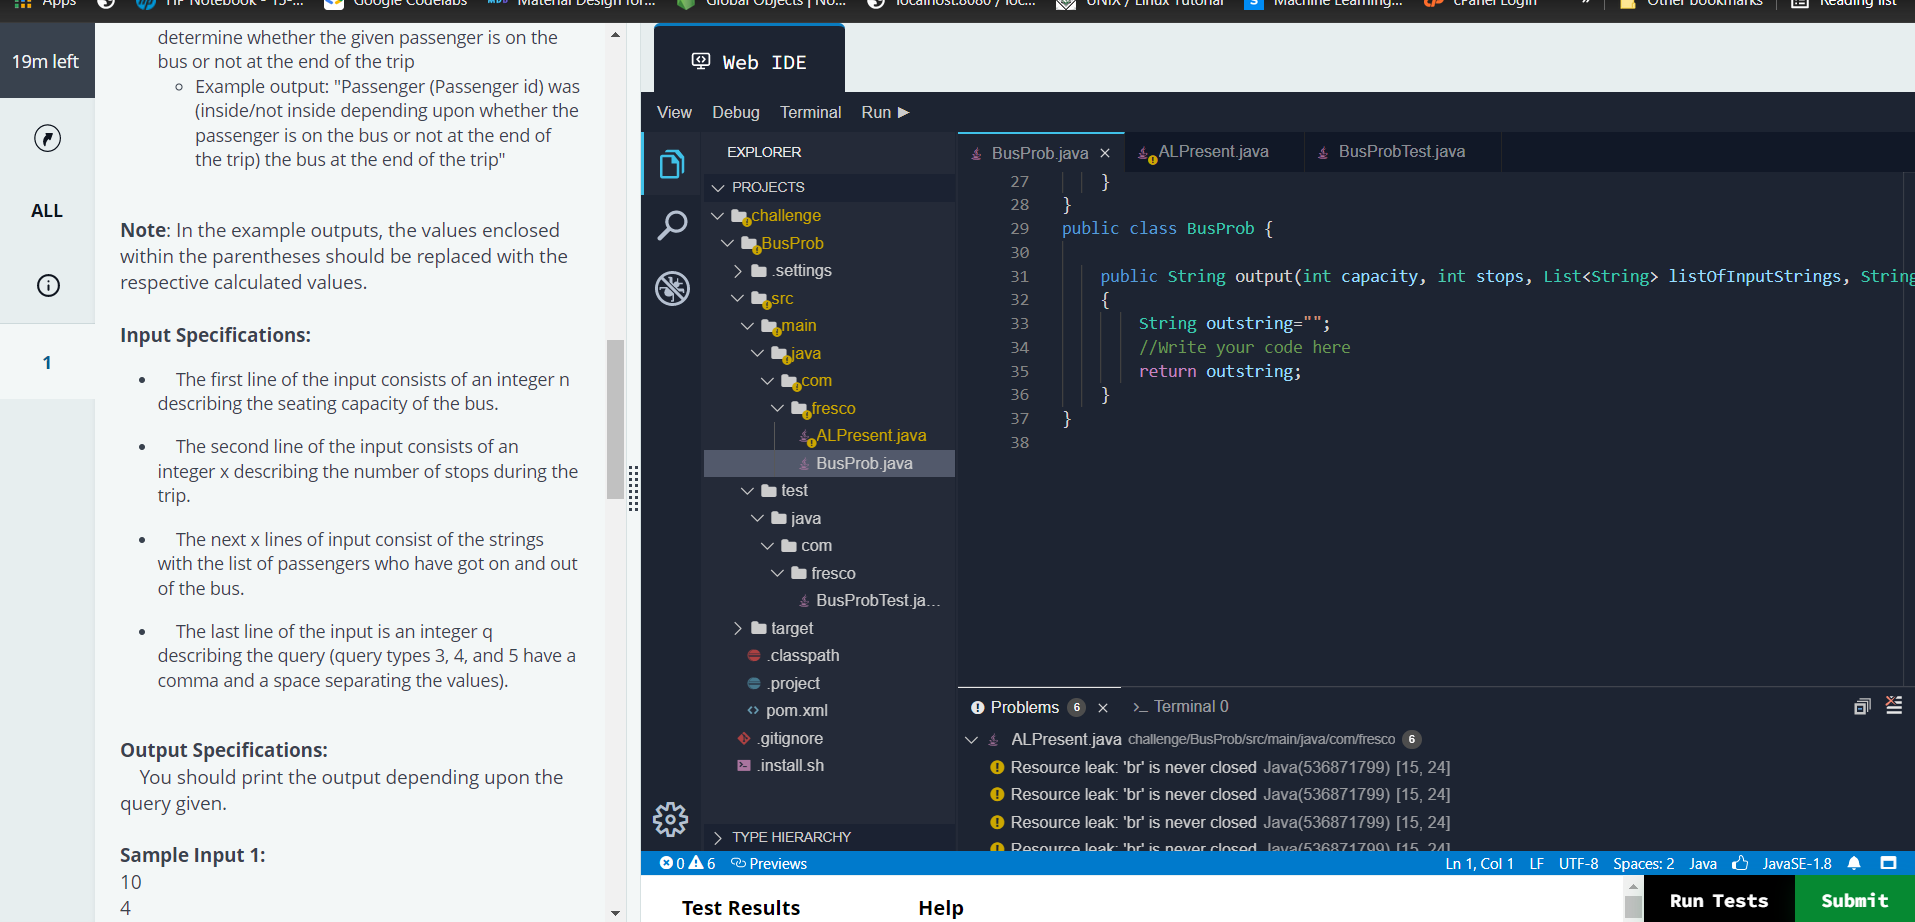 Apps
HP Notebook - 15-...
Google Codelabs
Material Design for...
Global Objects | No...
localhost:8080 / loc...
UNIX / Linux Tutorial
Machine Learning...
cPanel Login
»
Other bookmarks
Reading list
19m left
ALL
1
determine whether the given passenger is on the
bus or not at the end of the trip
Example output: "Passenger (Passenger id) was
(inside/not inside depending upon whether the
passenger is on the bus or not at the end of
the trip) the bus at the end of the trip"
Note: In the example outputs, the values enclosed
within the parentheses should be replaced with the
respective calculated values.
Input Specifications:
The first line of the input consists of an integer n
describing the seating capacity of the bus.
The second line of the input consists of an
integer x describing the number of stops during the
trip.
The next x lines of input consist of the strings
with the list of passengers who have got on and out
of the bus.
The last line of the input is an integer q
describing the query (query types 3, 4, and 5 have a
comma and a space separating the values).
Output Specifications:
You should print the output depending upon the
query given.
Sample Input 1:
10
4
Web IDE
View Debug Terminal Run
EXPLORER
PROJECTS
challenge
BusProb
.settings
src
main
java
com
fresco
ALPresent.java
BusProb.java
test
java
com
fresco
BusProbTest.ja...
target
.classpath
.project
pom.xml
.gitignore
.install.sh
TYPE HIERARCHY
BusProb.java
ALPresent.java
BusProbTest.java
27 }
28 }
29 public class BusProb {
30
31 public String output(int capacity, int stops, List<String> listOfInputStrings, String
32 {
33 String outstring="";
34 //Write your code here
35 return outstring;
36 }
37 }
38
Problems 6
Terminal 0
ALPresent.java challenge/BusProb/src/main/java/com/fresco 6
Resource leak: 'br' is never closed Java(536871799) [15, 24]
Resource leak: 'br' is never closed Java(536871799) [15, 24]
Resource leak: 'br' is never closed Java(536871799) [15, 24]
Resource leak: 'br' is never closed Java(536871799) [15, 24]
0 6 Previews
Ln 1, Col 1 LF UTF-8 Spaces: 2 Java JavaSE-1.8
Test Results
Help
Run Tests
Submit